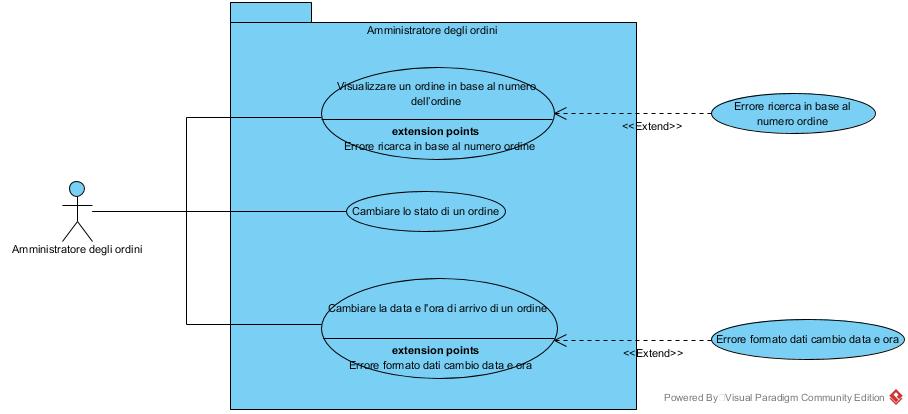 Amministratore degli ordini
Visualizzare un ordine in base al numero
dell'ordine
extension points
Errore ricarca in base al numero ordine
<<Extend>>
Errore ricerca in base al
numero ordine
Cambiare lo stato di un ordine
Amministratore degli ordini
Cambiare la data e l'ora di arrivo di un ordine
extension points
Errore formato dati cambio data e ora
<<Extend>>
Errore formato dati cambio data e ora
Powered By Visual Paradigm Community Edition